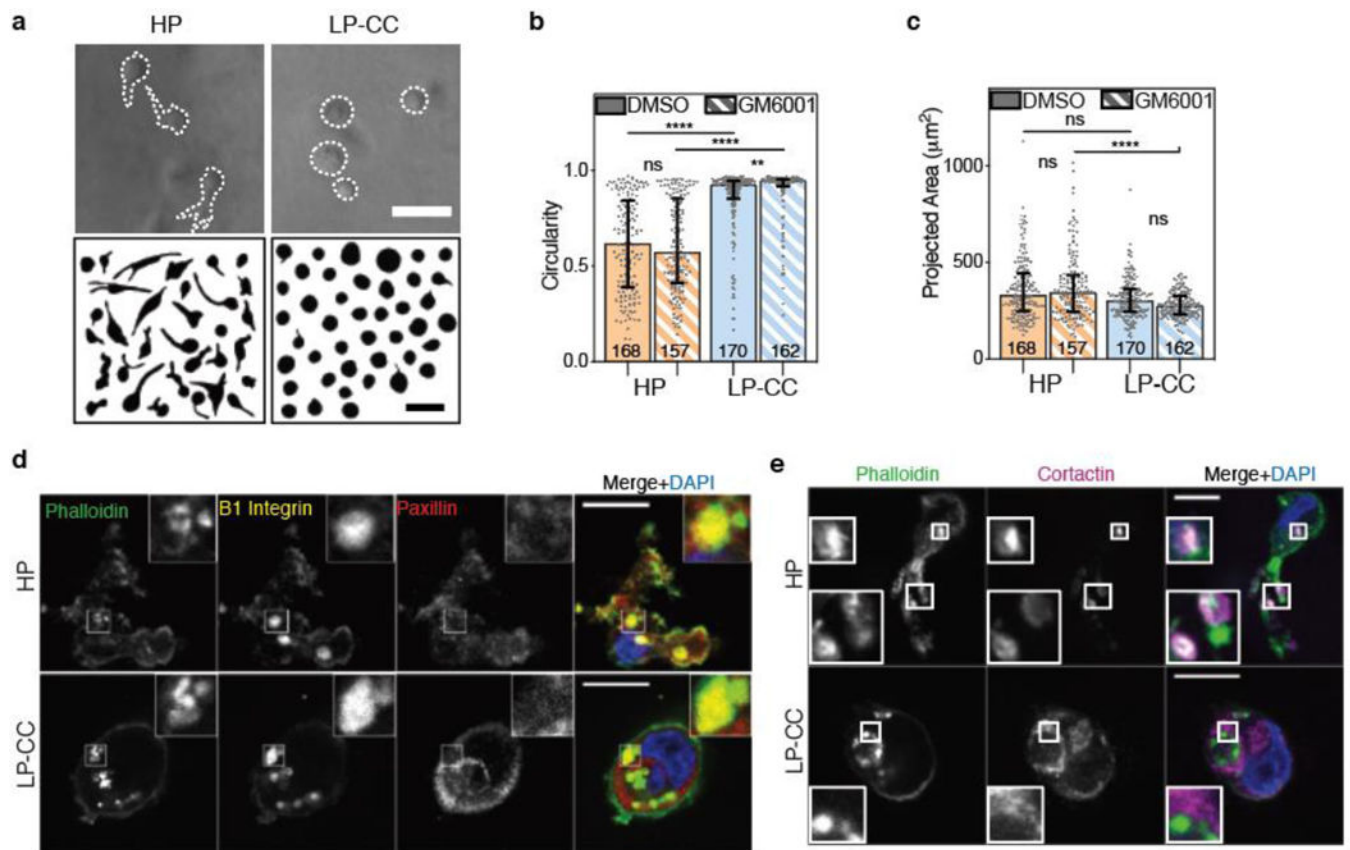 a
HP LP-CC
b
DMSO GM6001
****
****
ns **
Circularity
1.0
0.5
0.0
168 157 170 162
HP LP-CC
c
DMSO GM6001
ns
ns ****
ns
Projected Area (μm²)
1000
500
0
168 157 170 162
HP LP-CC
d
Merge+DAPI
Phalloidin B1 Integrin Paxillin
HP
LP-CC
e
Phalloidin Cortactin Merge+DAPI
HP
LP-CC